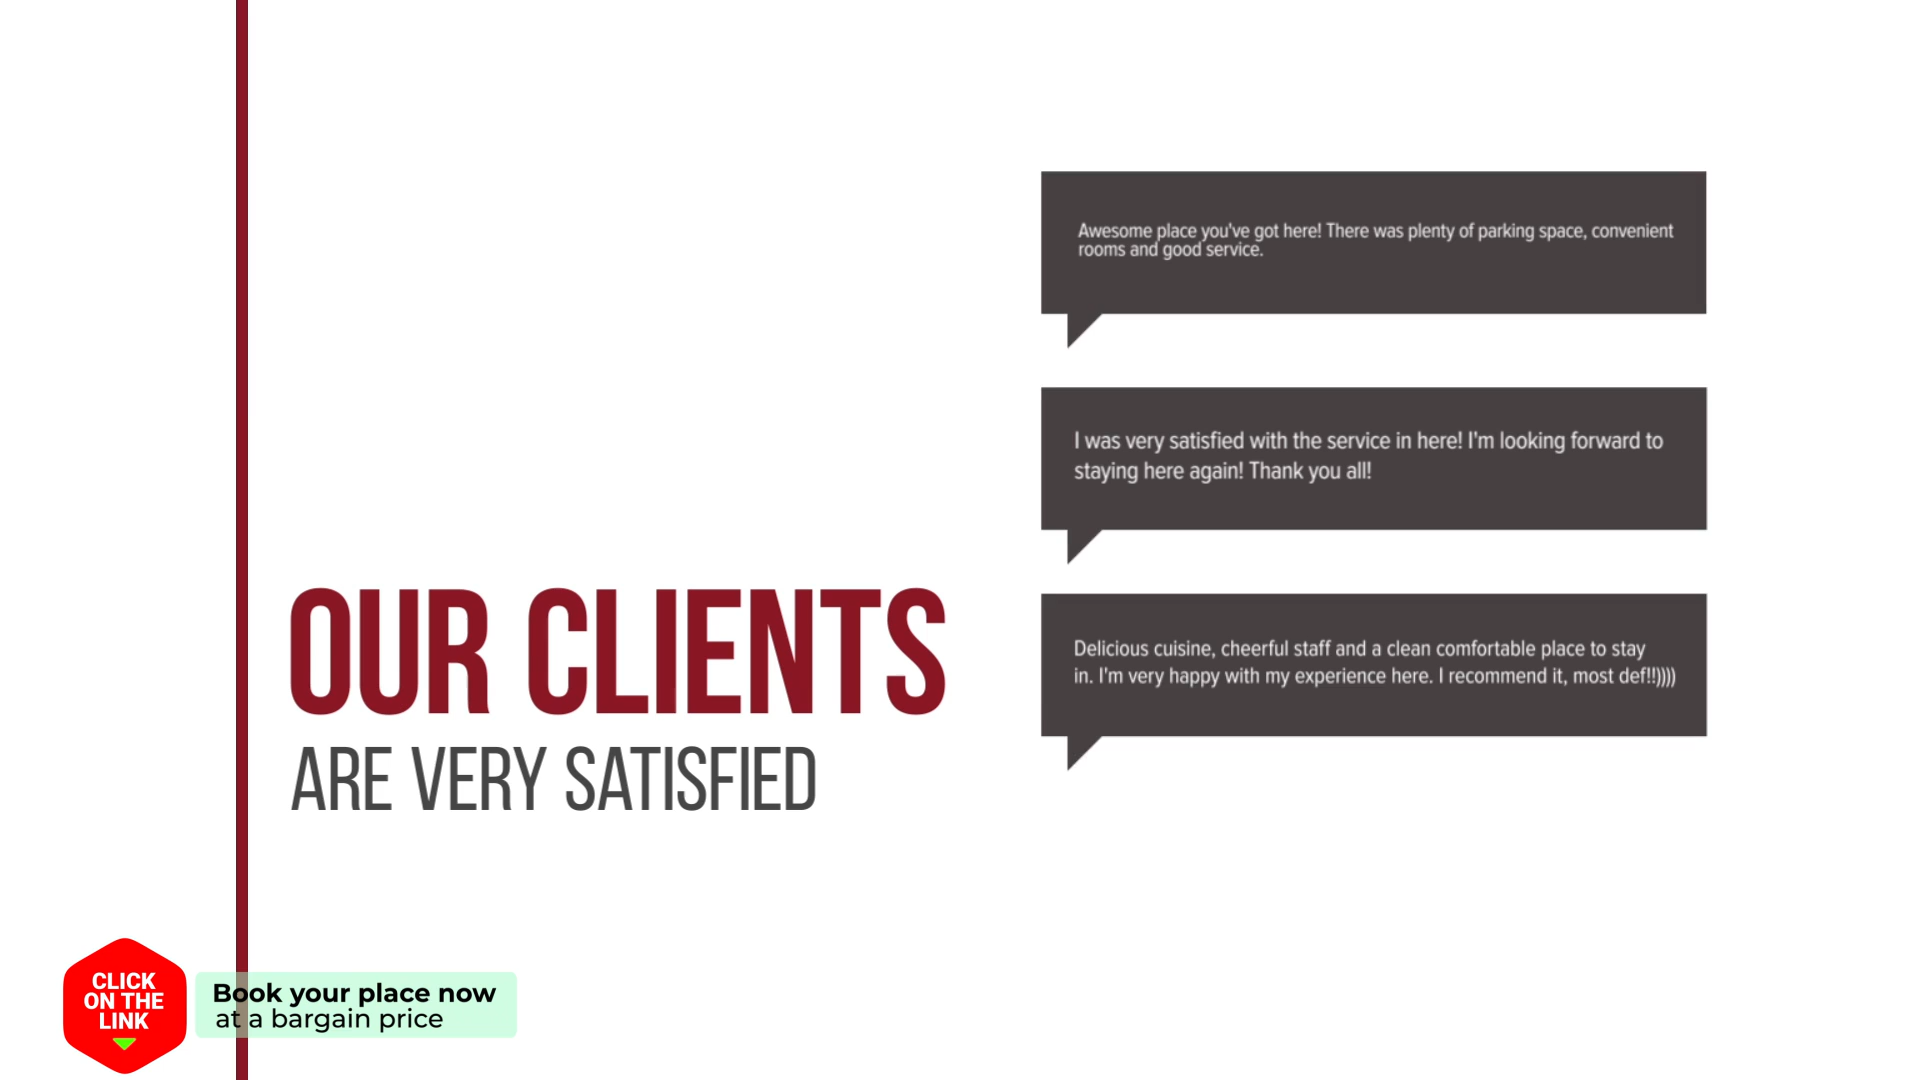 Awesome place you've got here! There was plenty of parking space, convenient
rooms and good service.
I was very satisfied with the service in here! I'm looking forward to
staying here again! Thank you all!
Delicious cuisine, cheerful staff and a clean comfortable place to stay
in. I'm very happy with my experience here. I recommend it, most def!!))))
OUR CLIENTS
ARE VERY SATISFIED
CLICK
ON THE
LINK
Book your place now
at a bargain price